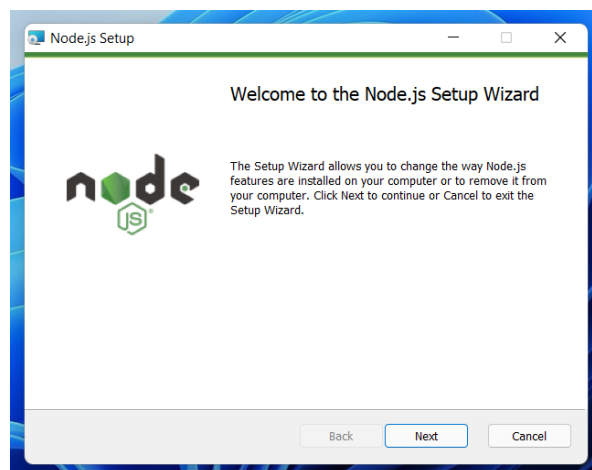 Node.js Setup
Welcome to the Node.js Setup Wizard
The Setup Wizard allows you to change the way Node.js
features are installed on your computer or to remove it from
your computer. Click Next to continue or Cancel to exit the
Setup Wizard.
node
JS
Back
Next
Cancel